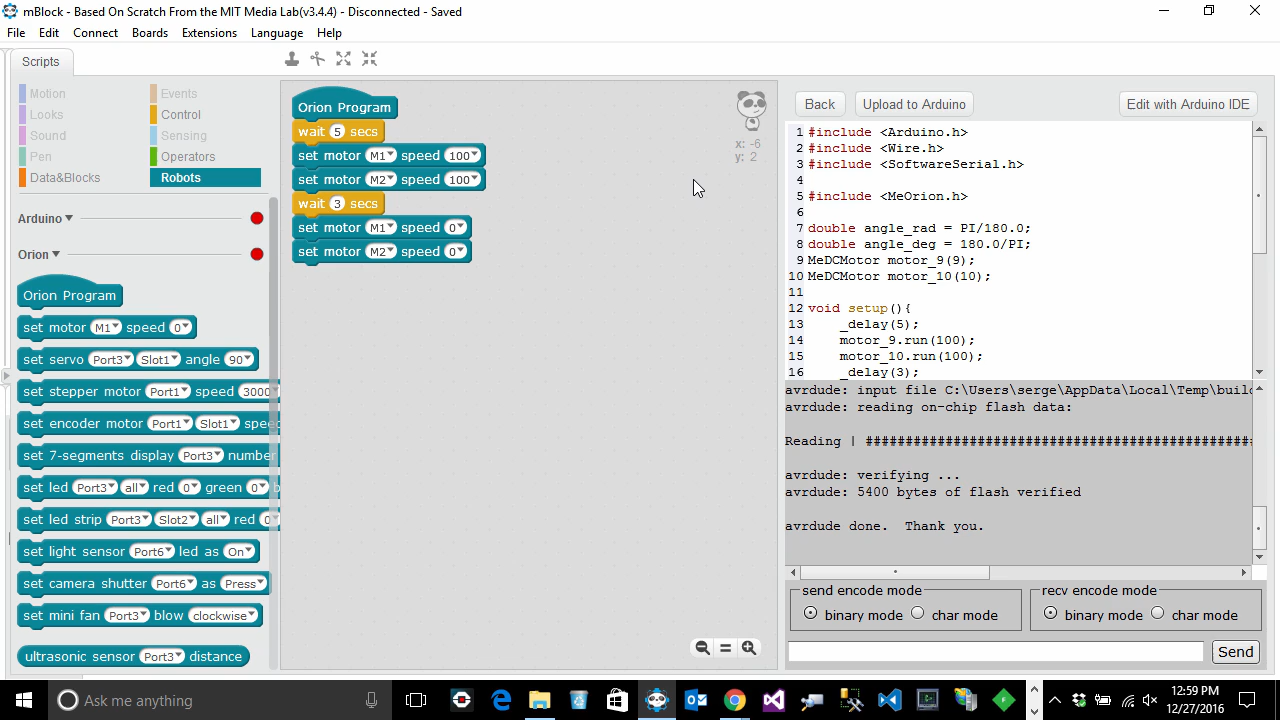 mBlock - Based On Scratch From the MIT Media Lab(v3.4.4) - Disconnected - Saved
File Edit Connect Boards Extensions Language Help
Scripts
Motion
Looks
Sound
Pen
Data&Blocks
Events
Control
Sensing
Operators
Robots
Arduino
Orion
Orion Program
set motor M1 speed 0
set servo Port3 Slot1 angle 90
set stepper motor Port1 speed 3000
set encoder motor Port1 Slot1 speed
set 7-segments display Port3 number
set led Port3 all red 0 green 0 b
set led strip Port3 Slot2 all red 0
set light sensor Port6 led as On
set camera shutter Port6 as Press
set mini fan Port3 blow clockwise
ultrasonic sensor Port3 distance
Orion Program
wait 5 secs
set motor M1 speed 100
set motor M2 speed 100
wait 3 secs
set motor M1 speed 0
set motor M2 speed 0
x: -6
y: 2
Back Upload to Arduino Edit with Arduino IDE
1 #include <Arduino.h>
2 #include <Wire.h>
3 #include <SoftwareSerial.h>
4
5 #include <MeOrion.h>
6
7 double angle_rad = PI/180.0;
8 double angle_deg = 180.0/PI;
9 MeDCMotor motor_9(9);
10 MeDCMotor motor_10(10);
11
12 void setup(){
13 _delay(5);
14 motor_9.run(100);
15 motor_10.run(100);
16 _delay(3);
avrdude: input file C:\Users\serge\AppData\Local\Temp\build
avrdude: reading on-chip flash data:
Reading | ################################################
avrdude: verifying ...
avrdude: 5400 bytes of flash verified
avrdude done. Thank you.
send encode mode
binary mode char mode
recv encode mode
binary mode char mode
Send
Ask me anything
12:59 PM
12/27/2016